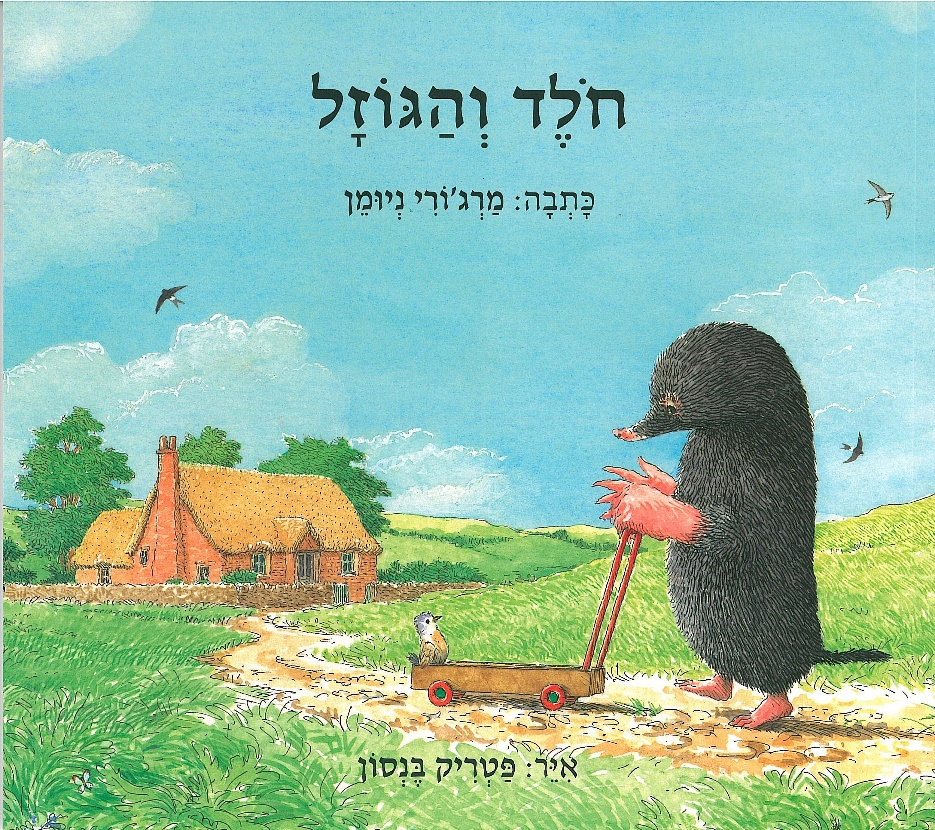 חֹלֶד וְהַגּוֹזָל
כָּתְבָה: מַרְג'וֹרִי נְיוּמֵן
אִיֵּר: פַּטְרִיק בֶּנְסוֹן